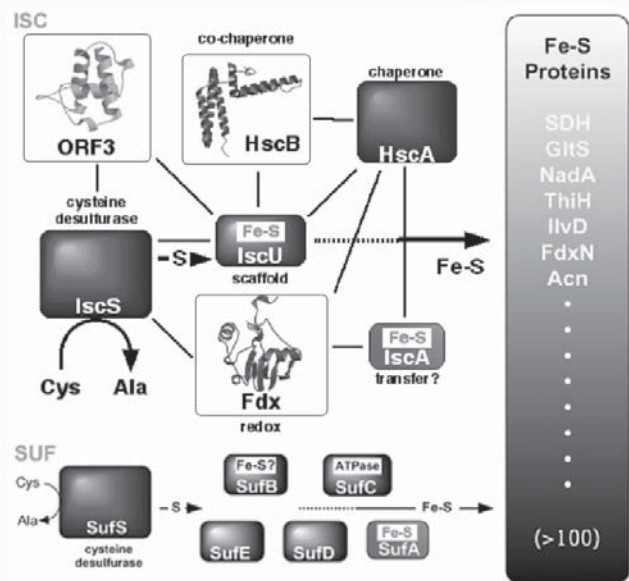 ISC
co-chaperone
chaperone
ORF3
HscB
HscA
cysteine
desulfurase
Fe-S
IscU
scaffold
S
IscS
Fe-S
Cys
Ala
Fdx
redox
Fe-S
IscA
transfer?
SUF
Cys
Ala
SufS
cysteine
desulfurase
S
Fe-S?
SufB
ATPase
SufC
Fe-S
SufE
SufD
Fe-S
SufA
Fe-S
Proteins
SDH
GltS
NadA
ThiH
IlvD
FdxN
Acn
(>100)